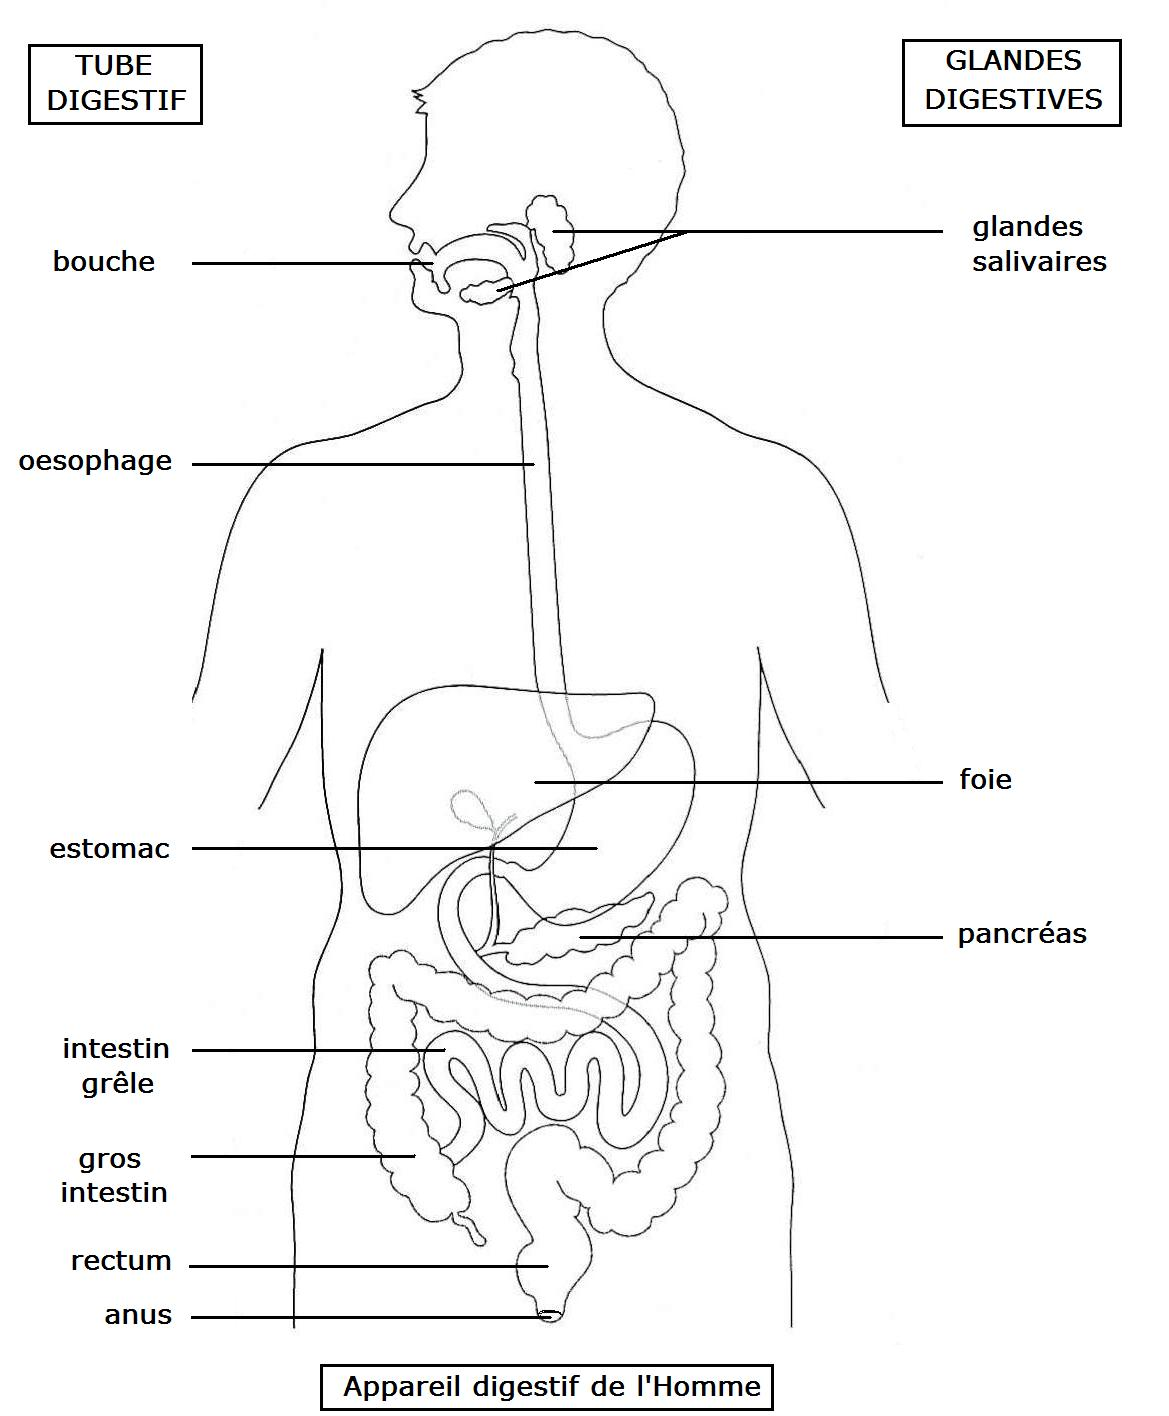 TUBE
DIGESTIF
GLANDES
DIGESTIVES
bouche
oesophage
estomac
intestin
grêle
gros
intestin
rectum
anus
glandes
salivaires
foie
pancréas
Appareil digestif de l'Homme